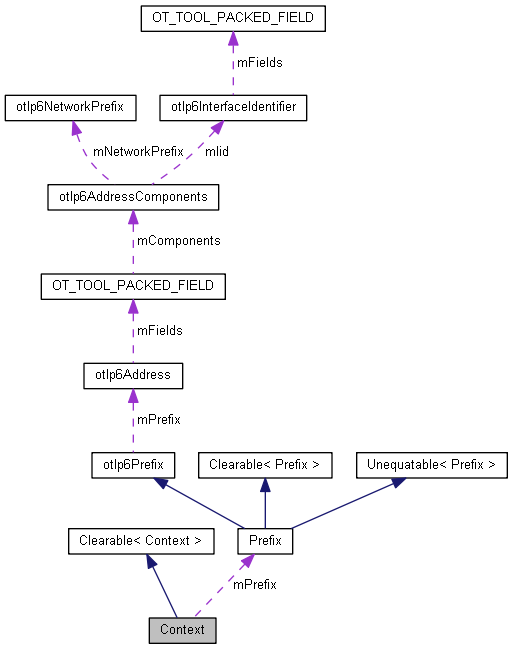 OT_TOOL_PACKED_FIELD
mFields
otIp6NetworkPrefix
otIp6InterfaceIdentifier
mNetworkPrefix
mIid
otIp6AddressComponents
mComponents
OT_TOOL_PACKED_FIELD
mFields
otIp6Address
mPrefix
otIp6Prefix
Clearable< Prefix >
Unequatable< Prefix >
Clearable< Context >
Prefix
mPrefix
Context